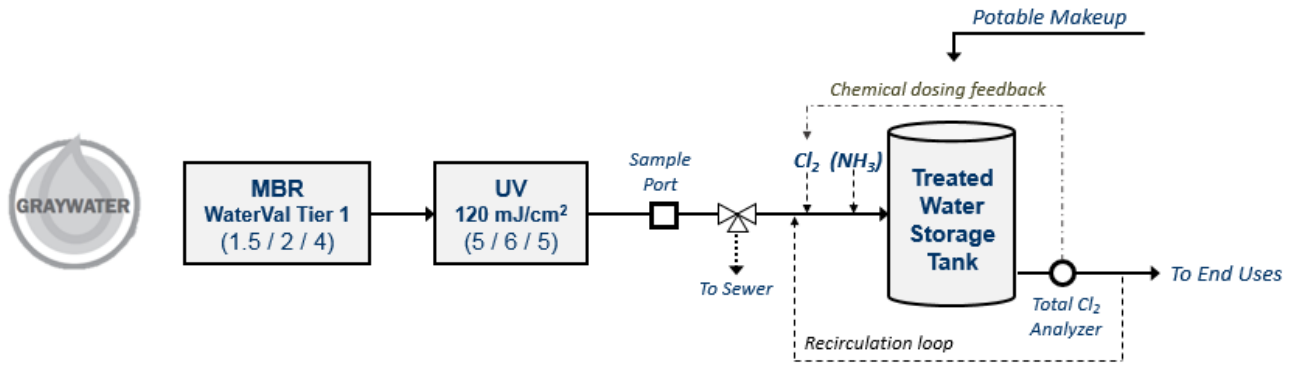 Potable Makeup
Chemical dosing feedback
GRAYWATER
MBR
WaterVal Tier 1
(1.5 / 2 / 4)
UV
120 mJ/cm²
(5 / 6 / 5)
Sample
Port
To Sewer
Cl₂ (NH₃)
Treated
Water
Storage
Tank
Total Cl₂
Analyzer
To End Uses
Recirculation loop